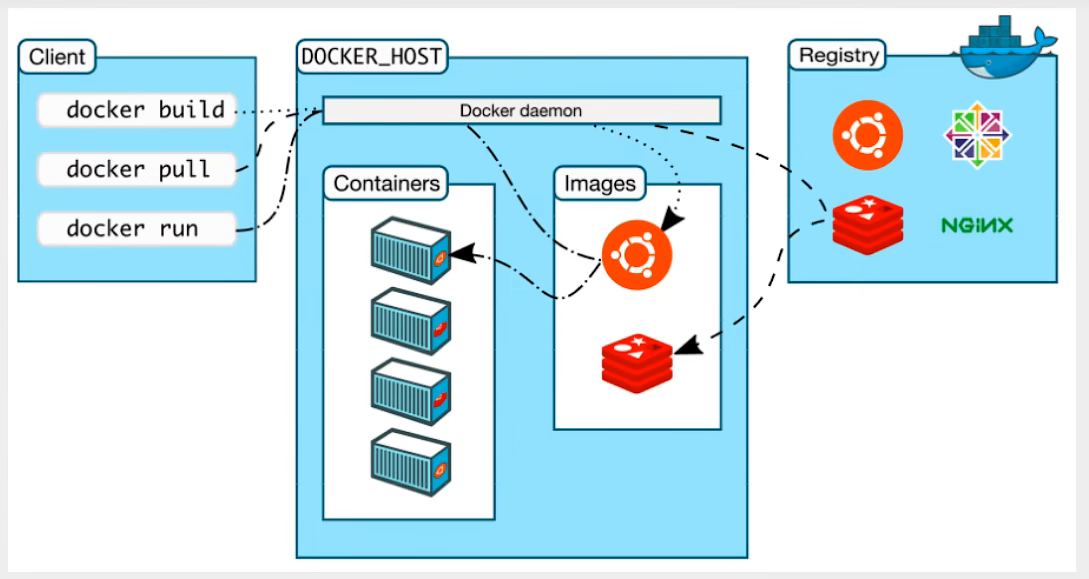 Client
docker build
docker pull
docker run
DOCKER_HOST
Docker daemon
Containers
Images
Registry
NGiNX